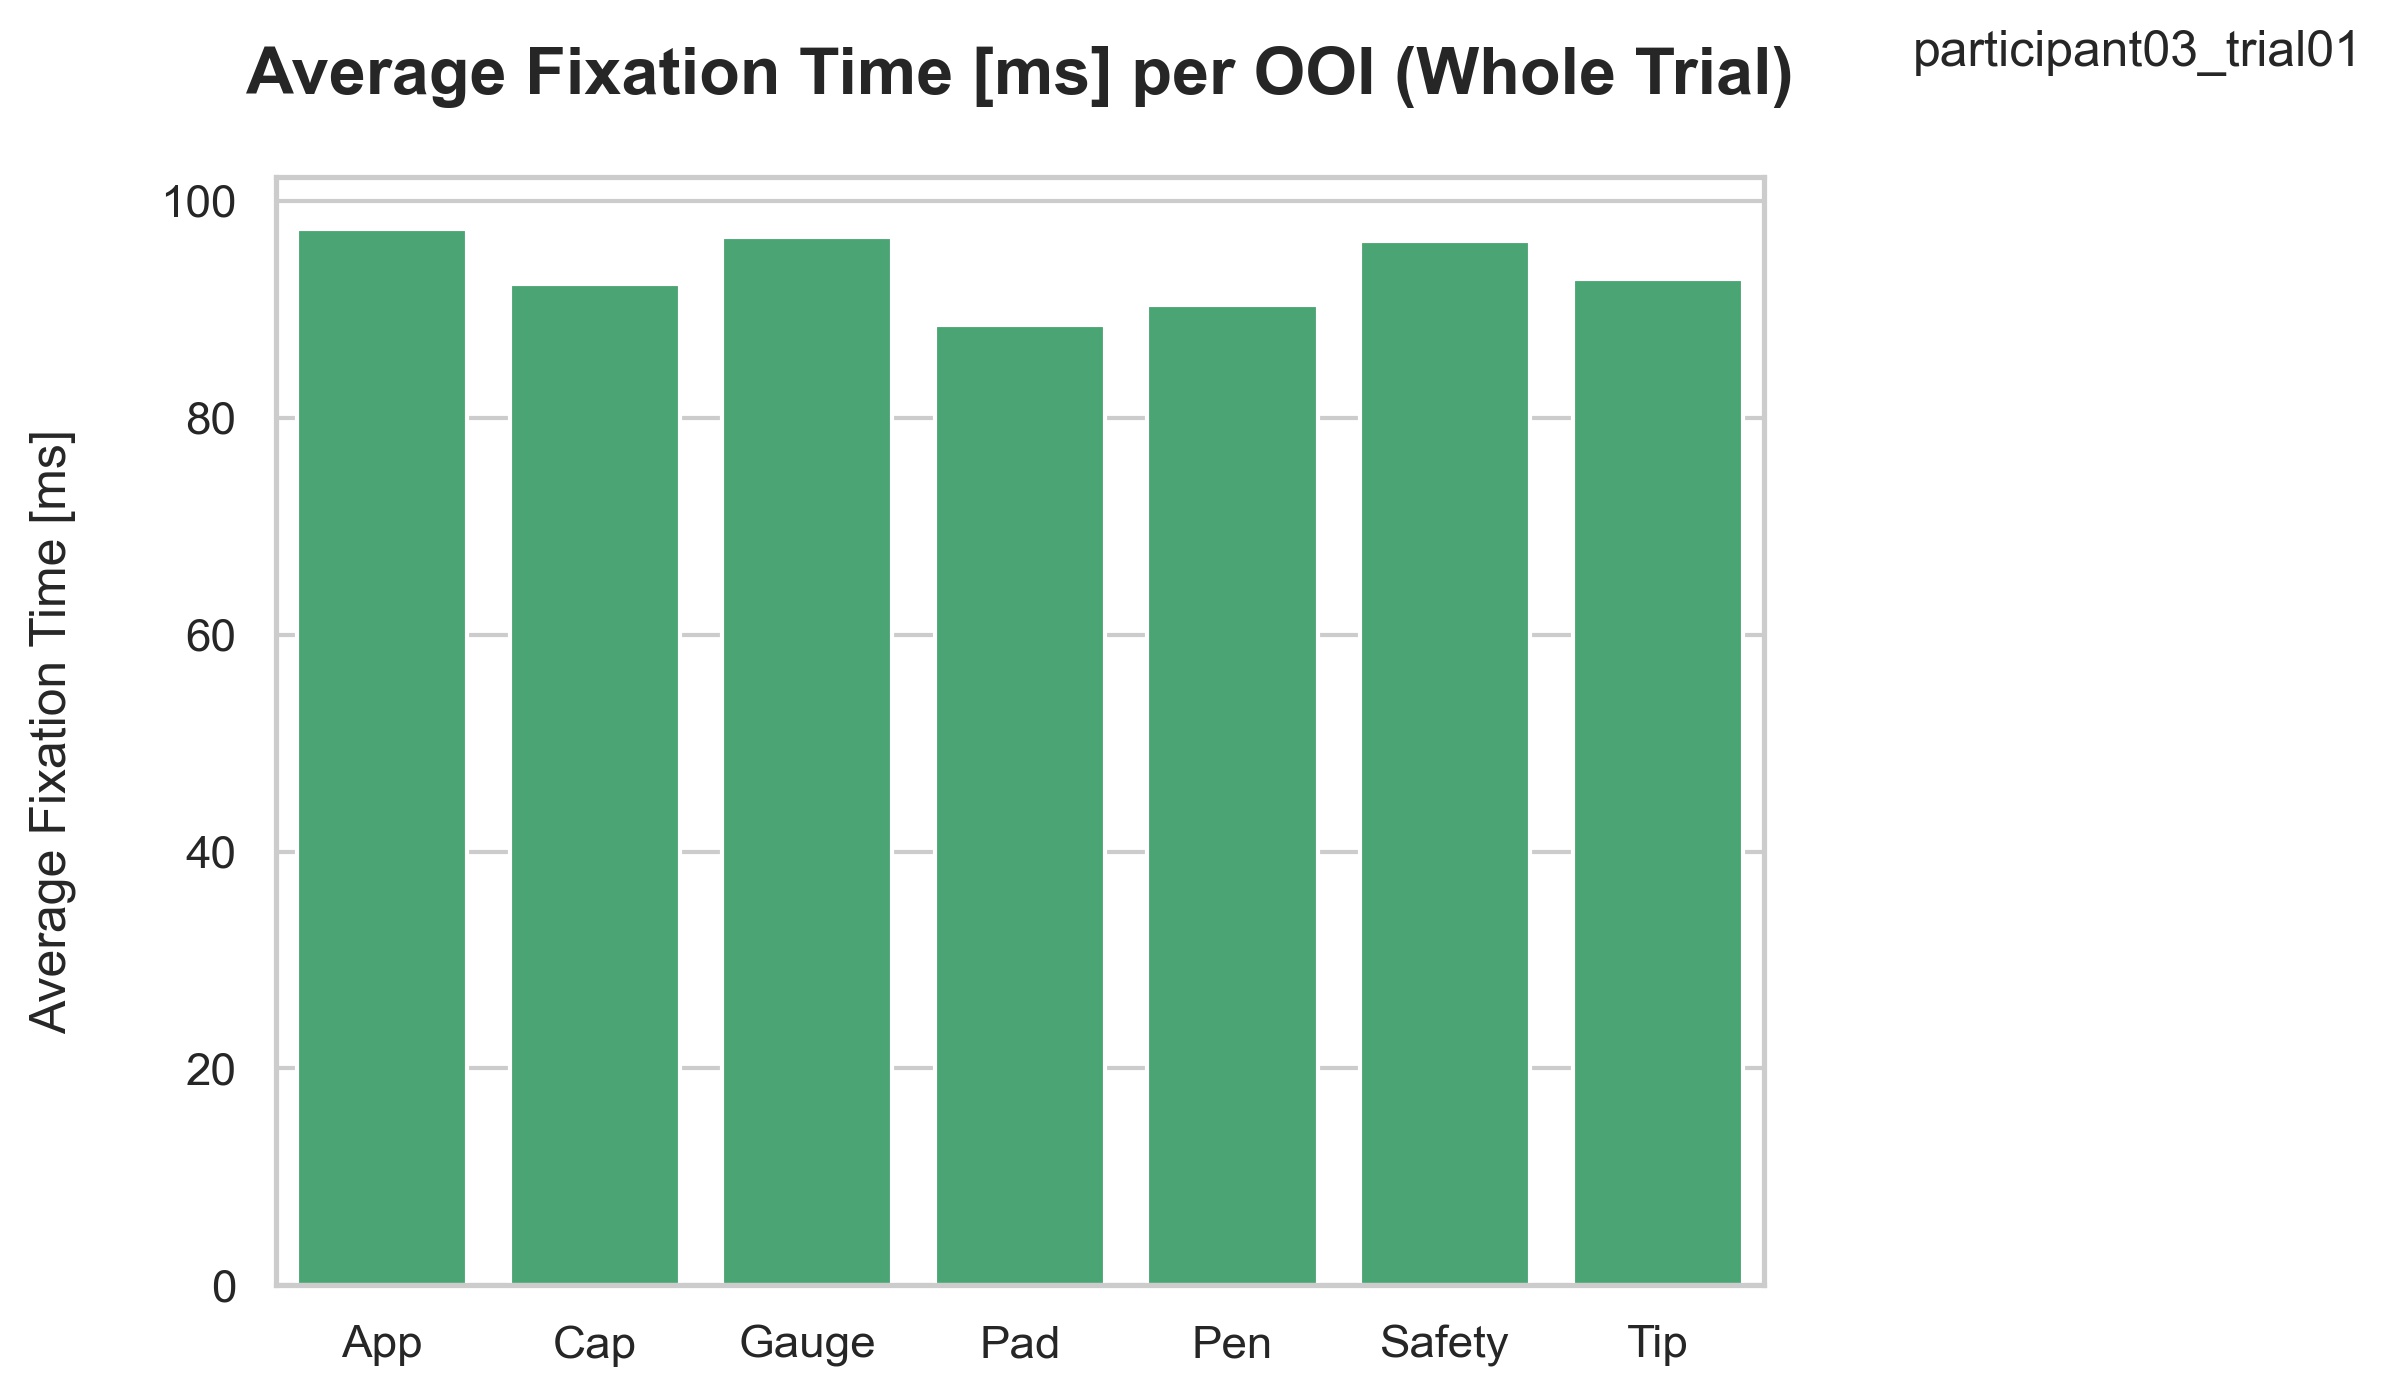 Average Fixation Time [ms] per OOI (Whole Trial)
participant03_trial01
Average Fixation Time [ms]
100
80
60
40
20
0
App Cap Gauge Pad Pen Safety Tip